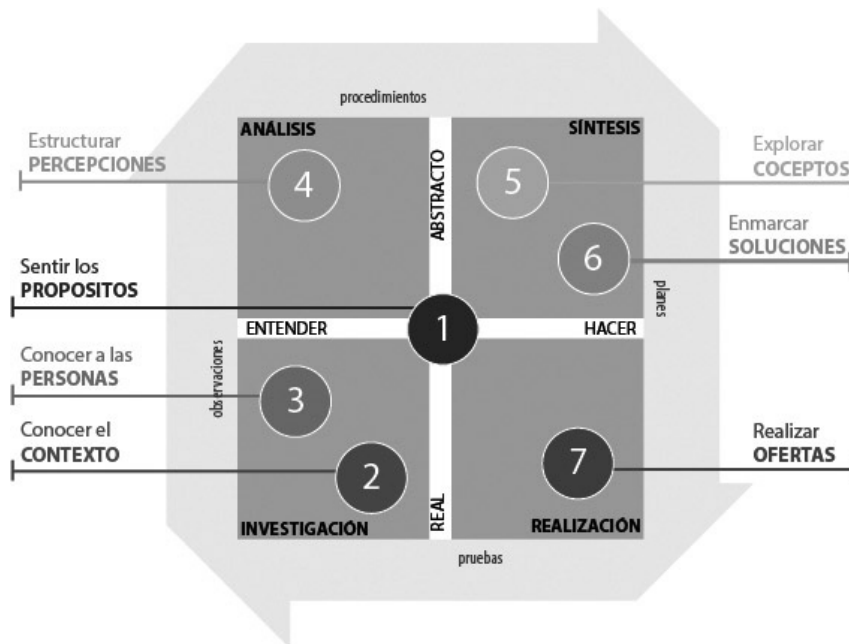 procedimientos
ANÁLISIS
SÍNTESIS
Estructurar
PERCEPCIONES
4
ABSTRACTO
5
Explorar
COCEPTOS
Enmarcar
SOLUCIONES
6
Sentir los
PROPOSITOS
planes
ENTENDER
1
HACER
Conocer a las
PERSONAS
observaciones
3
Conocer el
CONTEXTO
2
REAL
7
Realizar
OFERTAS
INVESTIGACIÓN
REALIZACIÓN
pruebas